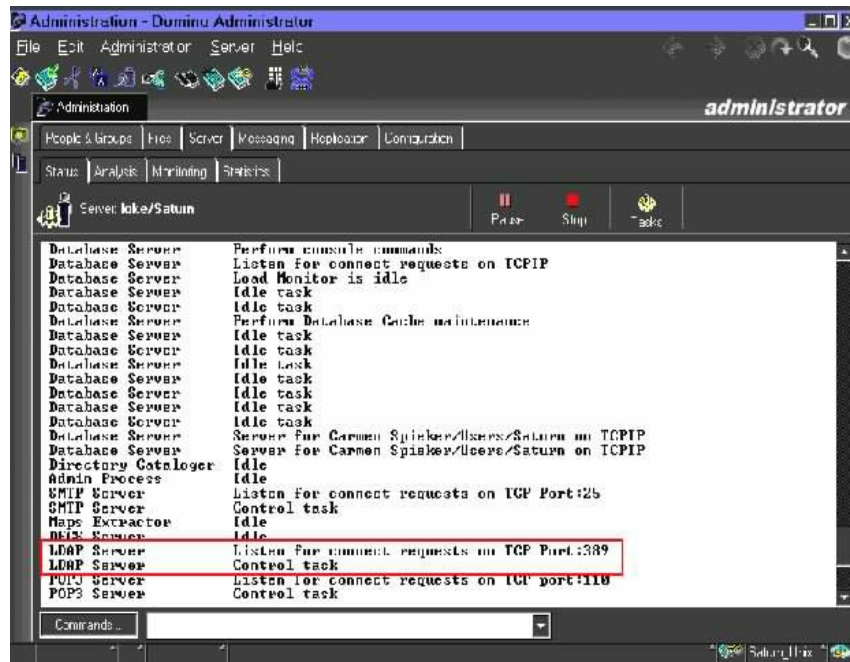 Administration - Domino Administrator
File Edit Administration Server Help
Administration
administrator
People & Groups Files Server Messaging Replication Configuration
Status Analysis Monitoring Statistics
Server: loke/Saturn
Pause Stop Tasks
Database Server Perform console commands
Database Server Listen for connect requests on TCPIP
Database Server Load Monitor is idle
Database Server Idle task
Database Server Idle task
Database Server Perform Database Cache maintenance
Database Server Idle task
Database Server Idle task
Database Server Idle task
Database Server Idle task
Database Server Idle task
Database Server Idle task
Database Server Idle task
Database Server Server for Carmen Spieker/Users/Saturn on TCPIP
Database Server Server for Carmen Spieker/Users/Saturn on TCPIP
Directory Cataloger Idle
Admin Process Idle
SMTP Server Listen for connect requests on TCP Port:25
SMTP Server Control task
Maps Extractor Idle
Server Idle
LDAP Server Listen for connect requests on TCP Port:389
LDAP Server Control task
POP3 Server Listen for connect requests on TCP port:110
POP3 Server Control task
Commands...
Saturn_Unix